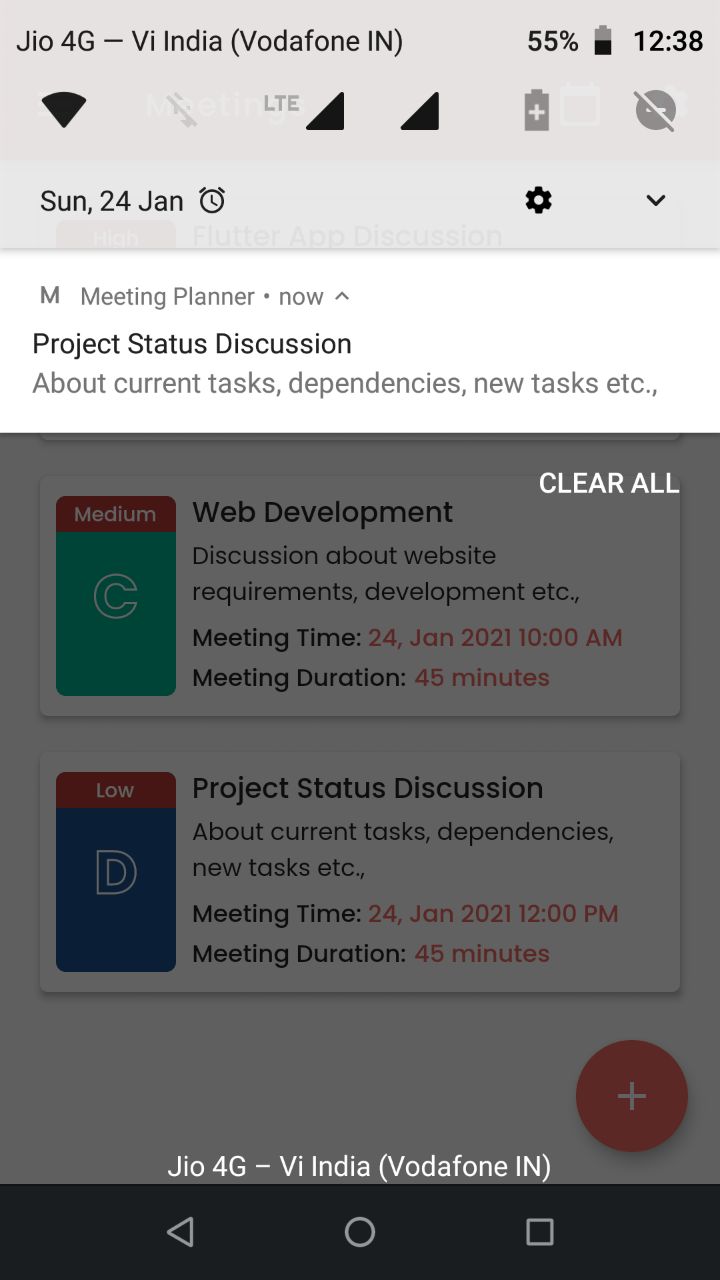 Jio 4G — Vi India (Vodafone IN) 55% 12:38
Meetings
LTE
Sun, 24 Jan
High Flutter App Discussion
M Meeting Planner • now
Project Status Discussion
About current tasks, dependencies, new tasks etc.,
CLEAR ALL
Medium Web Development
C
Discussion about website
requirements, development etc.,
Meeting Time: 24, Jan 2021 10:00 AM
Meeting Duration: 45 minutes
Low Project Status Discussion
D
About current tasks, dependencies,
new tasks etc.,
Meeting Time: 24, Jan 2021 12:00 PM
Meeting Duration: 45 minutes
Jio 4G – Vi India (Vodafone IN)